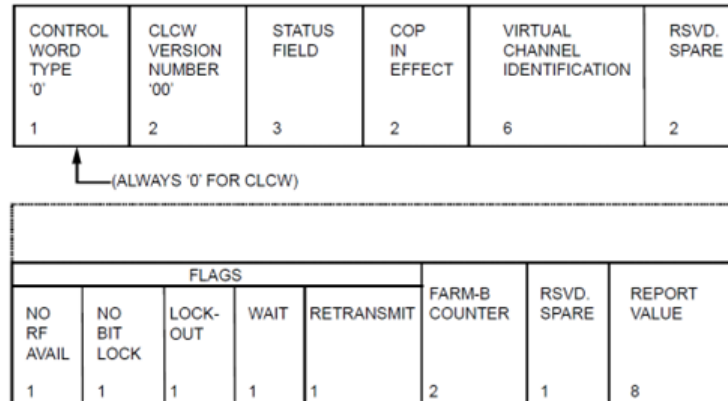 CONTROL
WORD
TYPE
'0'
1
CLCW
VERSION
NUMBER
'00'
2
STATUS
FIELD
3
COP
IN
EFFECT
2
VIRTUAL
CHANNEL
IDENTIFICATION
6
RSVD.
SPARE
2
(ALWAYS '0' FOR CLCW)
FLAGS
NO
RF
AVAIL
1
NO
BIT
LOCK
1
LOCK-
OUT
1
WAIT
1
RETRANSMIT
1
FARM-B
COUNTER
2
RSVD.
SPARE
1
REPORT
VALUE
8